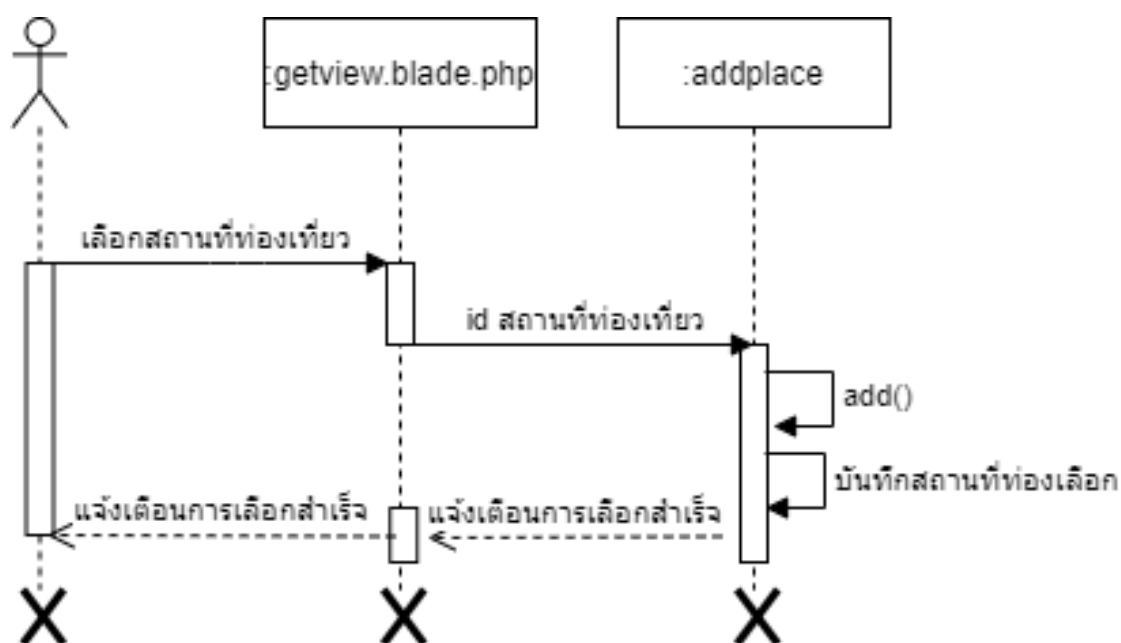 :getview.blade.php
:addplace
เลือกสถานที่ท่องเที่ยว
id สถานที่ท่องเที่ยว
add()
บันทึกสถานที่ท่องเลือก
แจ้งเตือนการเลือกสำเร็จ
แจ้งเตือนการเลือกสำเร็จ